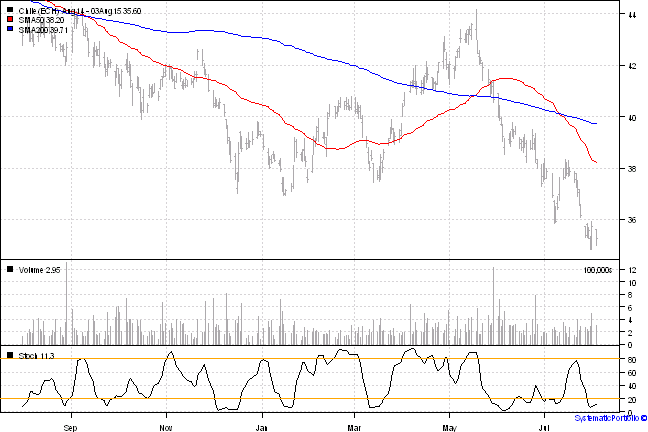 Chile (ECH) Aug14 - 03Aug15 35.60
SMA50 38.20
SMA200 39.71
44
42
40
38
36
Volume 2.95
100,000s
12
10
8
6
4
2
0
Stoch 11.3
80
60
40
20
0
Sep
Nov
Jan
Mar
May
Jul
SystematicPortfolio ©